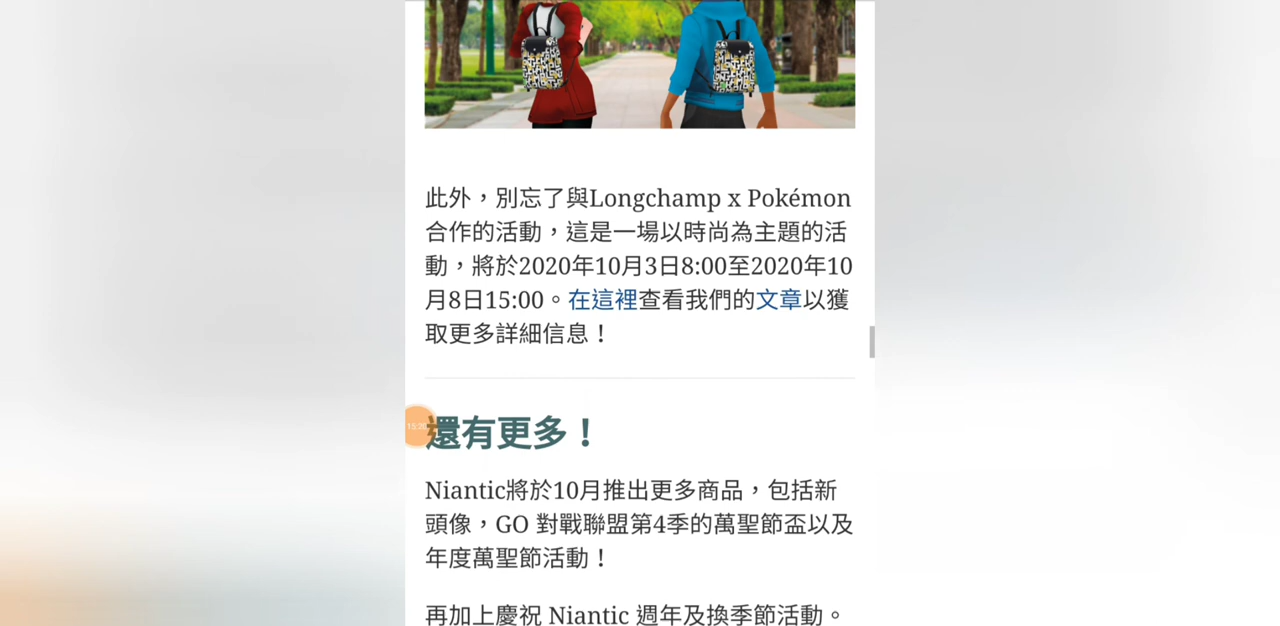 此外，別忘了與Longchamp x Pokémon
合作的活動，這是一場以時尚為主題的活
動，將於2020年10月3日8:00至2020年10
月8日15:00。在這裡查看我們的文章以獲
取更多詳細信息！
15:20
還有更多！
Niantic將於10月推出更多商品，包括新
頭像，GO 對戰聯盟第4季的萬聖節盃以及
年度萬聖節活動！
再加上慶祝 Niantic 週年及換季節活動。